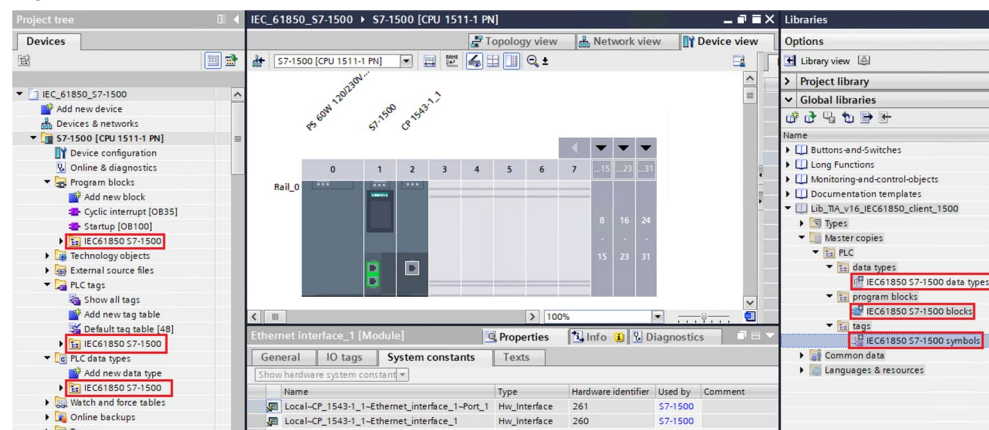 Project tree
Devices
IEC_61850_S7-1500
Add new device
Devices & networks
S7-1500 [CPU 1511-1 PN]
Device configuration
Online & diagnostics
Program blocks
Add new block
Cyclic interrupt [OB35]
Startup [OB100]
IEC61850 S7-1500
Technology objects
External source files
PLC tags
Show all tags
Add new tag table
Default tag table [48]
IEC61850 S7-1500
PLC data types
Add new data type
IEC61850 S7-1500
Watch and force tables
Online backups
IEC_61850_S7-1500 ▸ S7-1500 [CPU 1511-1 PN]
Topology view
Network view
Device view
S7-1500 [CPU 1511-1 PN]
PS 60W 120/230V...
S7-1500
CP 1543-1_1
0 1 2 3 4 5 6 7 ...15 ...23 ...31
Rail_0
SIEMENS
8 16 24
- - -
15 23 31
100%
Ethernet interface_1 [Module]
Properties
Info
Diagnostics
General
IO tags
System constants
Texts
Show hardware system constant
Name Type Hardware identifier Used by Comment
Local~CP_1543-1_1~Ethernet_interface_1~Port_1 Hw_Interface 261 S7-1500
Local~CP_1543-1_1~Ethernet_interface_1 Hw_Interface 260 S7-1500
Libraries
Options
Library view
Project library
Global libraries
Name
Buttons-and-Switches
Long Functions
Monitoring-and-control-objects
Documentation templates
Lib_TIA_v16_IEC61850_client_1500
Types
Master copies
PLC
data types
IEC61850 S7-1500 data types
program blocks
IEC61850 S7-1500 blocks
tags
IEC61850 S7-1500 symbols
Common data
Languages & resources